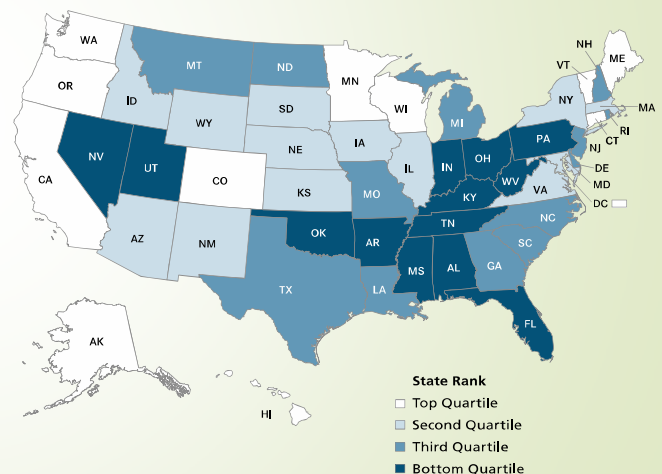 WA
NH
ME
VT
MT
ND
MN
OR
ID
WI
NY
MA
SD
WY
MI
RI
CT
IA
PA
NJ
NE
NV
IL
IN
OH
DE
UT
MD
CO
WV
VA
CA
KS
MO
KY
DC
NC
TN
OK
AZ
NM
AR
SC
MS
AL
GA
TX
LA
FL
AK
State Rank
HI
Top Quartile
Second Quartile
Third Quartile
Bottom Quartile